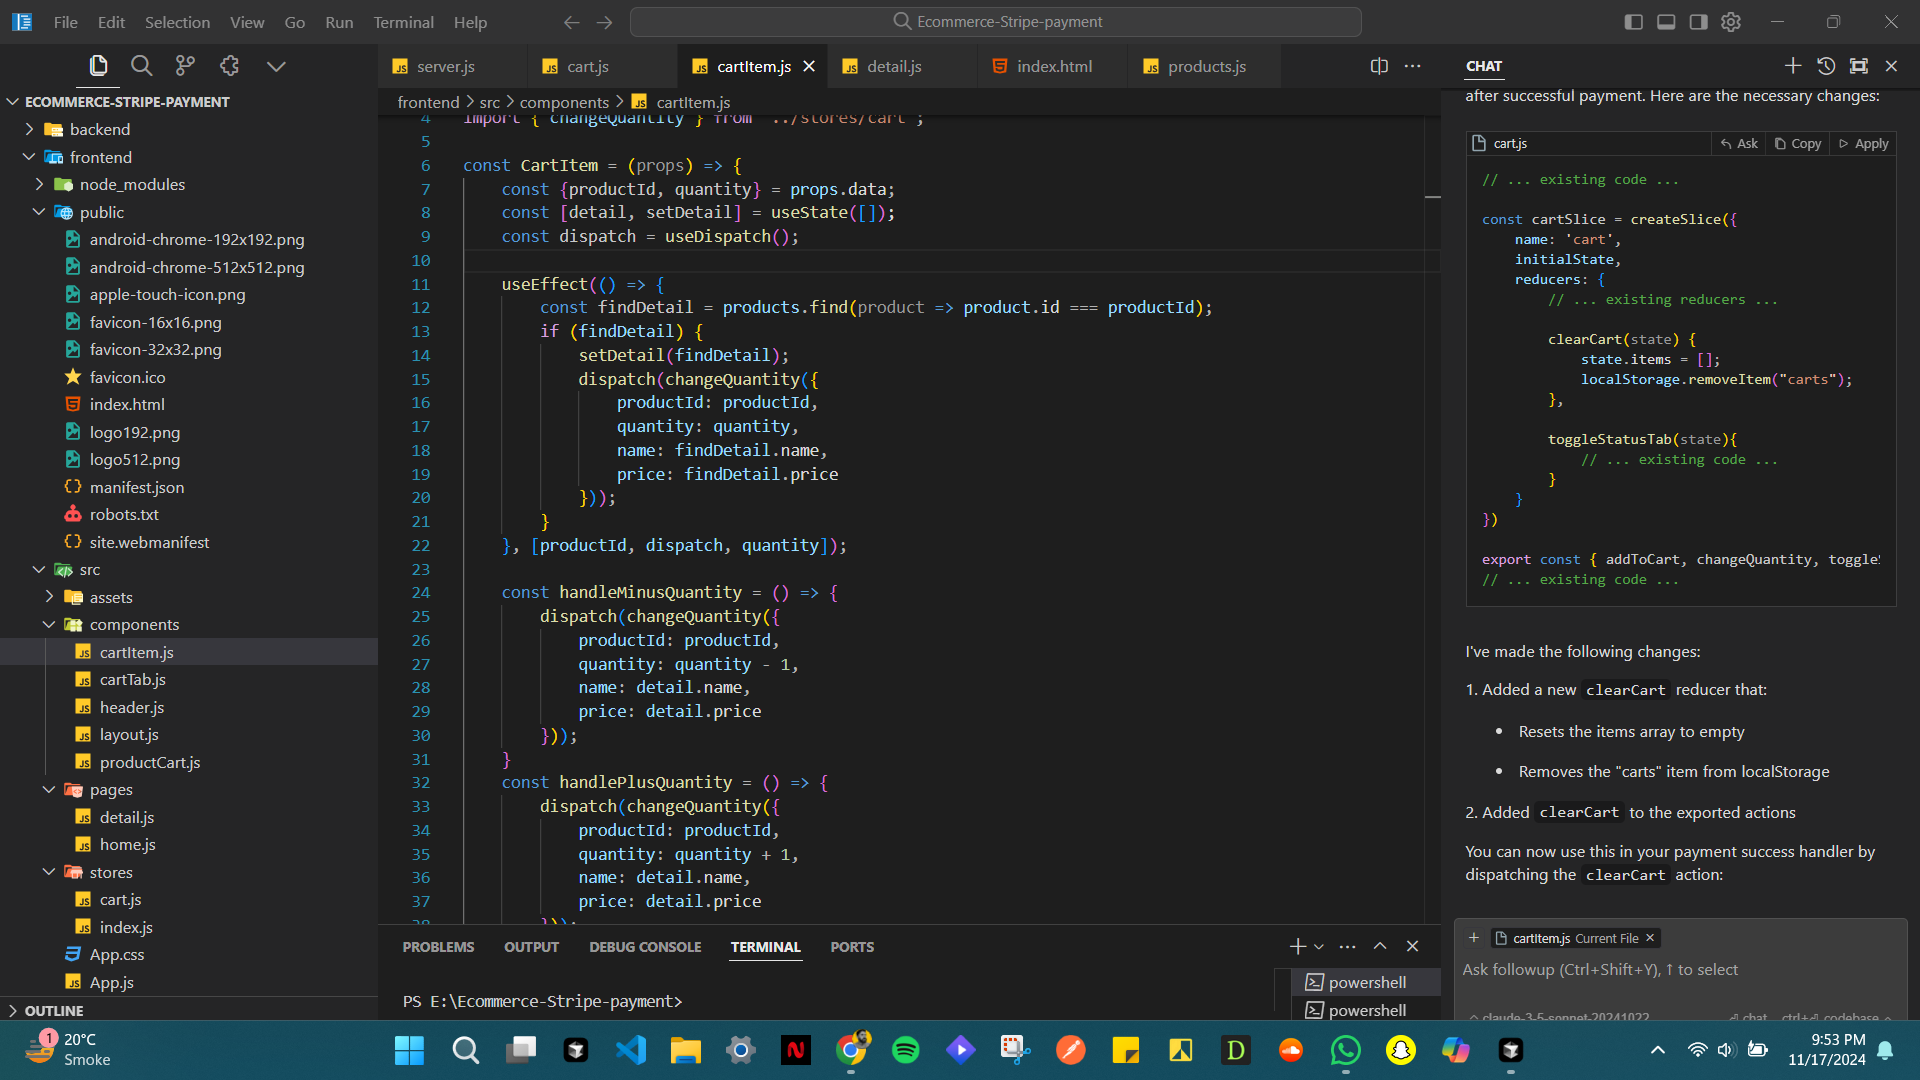 File Edit Selection View Go Run Terminal Help
Ecommerce-Stripe-payment
ECOMMERCE-STRIPE-PAYMENT
backend
frontend
node_modules
public
android-chrome-192x192.png
android-chrome-512x512.png
apple-touch-icon.png
favicon-16x16.png
favicon-32x32.png
favicon.ico
index.html
logo192.png
logo512.png
manifest.json
robots.txt
site.webmanifest
src
assets
components
cartItem.js
cartTab.js
header.js
layout.js
productCart.js
pages
detail.js
home.js
stores
cart.js
index.js
App.css
App.js
OUTLINE
server.js cart.js cartItem.js detail.js index.html products.js
frontend > src > components > cartItem.js
4 import { changeQuantity } from '../stores/cart';
5
6 const CartItem = (props) => {
7 const {productId, quantity} = props.data;
8 const [detail, setDetail] = useState([]);
9 const dispatch = useDispatch();
10
11 useEffect(() => {
12 const findDetail = products.find(product => product.id === productId);
13 if (findDetail) {
14 setDetail(findDetail);
15 dispatch(changeQuantity({
16 productId: productId,
17 quantity: quantity,
18 name: findDetail.name,
19 price: findDetail.price
20 }));
21 }
22 }, [productId, dispatch, quantity]);
23
24 const handleMinusQuantity = () => {
25 dispatch(changeQuantity({
26 productId: productId,
27 quantity: quantity - 1,
28 name: detail.name,
29 price: detail.price
30 }));
31 }
32 const handlePlusQuantity = () => {
33 dispatch(changeQuantity({
34 productId: productId,
35 quantity: quantity + 1,
36 name: detail.name,
37 price: detail.price
38 }));
PROBLEMS OUTPUT DEBUG CONSOLE TERMINAL PORTS
PS E:\Ecommerce-Stripe-payment>
powershell
powershell
CHAT
after successful payment. Here are the necessary changes:
cart.js Ask Copy Apply
// ... existing code ...
const cartSlice = createSlice({
name: 'cart',
initialState,
reducers: {
// ... existing reducers ...
clearCart(state) {
state.items = [];
localStorage.removeItem("carts");
},
toggleStatusTab(state){
// ... existing code ...
}
}
})
export const { addToCart, changeQuantity, toggle
// ... existing code ...
I've made the following changes:
1. Added a new clearCart reducer that:
• Resets the items array to empty
• Removes the "carts" item from localStorage
2. Added clearCart to the exported actions
You can now use this in your payment success handler by
dispatching the clearCart action:
+ cartItem.js Current File
Ask followup (Ctrl+Shift+Y), ↑ to select
claude-3-5-sonnet-20241022 chat ctrl+⏎ codebase
1
20°C
Smoke
9:53 PM
11/17/2024